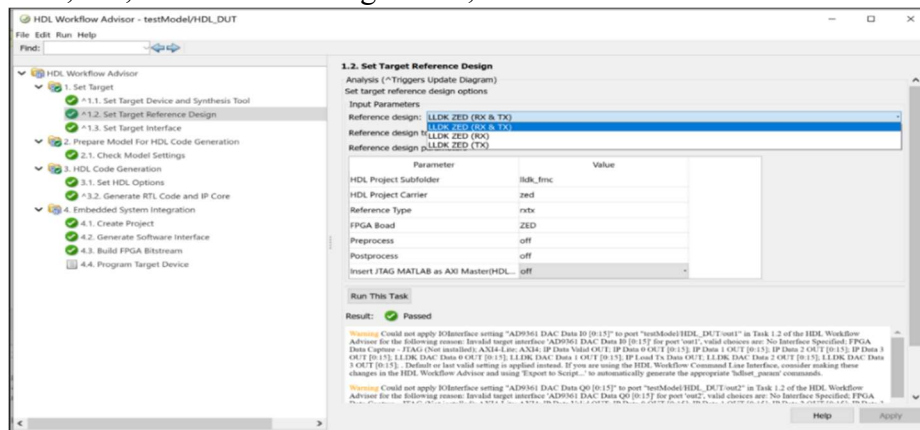 HDL Workflow Advisor - testModel/HDL_DUT
File Edit Run Help
Find:
HDL Workflow Advisor
1. Set Target
^1.1. Set Target Device and Synthesis Tool
^1.2. Set Target Reference Design
^1.3. Set Target Interface
2. Prepare Model For HDL Code Generation
2.1. Check Model Settings
3. HDL Code Generation
3.1. Set HDL Options
^3.2. Generate RTL Code and IP Core
4. Embedded System Integration
4.1. Create Project
4.2. Generate Software Interface
4.3. Build FPGA Bitstream
4.4. Program Target Device
1.2. Set Target Reference Design
Analysis (^Triggers Update Diagram)
Set target reference design options
Input Parameters
Reference design: LLDK ZED (RX & TX)
LLDK ZED (RX & TX)
Reference design LLDK ZED (RX)
Reference design LLDK ZED (TX)
Parameter Value
HDL Project Subfolder lldk_fmc
HDL Project Carrier zed
Reference Type rxtx
FPGA Boad ZED
Preprocess off
Postprocess off
Insert JTAG MATLAB as AXI Master(HDL... off
Run This Task
Result: Passed
Warning Could not apply IOInterface setting "AD9361 DAC Data I0 [0:15]" to port "testModel/HDL_DUT/out1" in Task 1.2 of the HDL Workflow
Advisor for the following reason: Invalid target interface 'AD9361 DAC Data I0 [0:15]' for port 'out1', valid choices are: No Interface Specified; FPGA
Data Capture - JTAG (Not installed); AXI4-Lite; AXI4; IP Data Valid OUT; IP Data 0 OUT [0:15]; IP Data 1 OUT [0:15]; IP Data 2 OUT [0:15]; IP Data 3
OUT [0:15]; LLDK DAC Data 0 OUT [0:15]; LLDK DAC Data 1 OUT [0:15]; IP Load Tx Data OUT; LLDK DAC Data 2 OUT [0:15]; LLDK DAC Data
3 OUT [0:15]; . Default or last valid setting is applied instead. If you are using the HDL Workflow Command Line Interface, consider making these
changes in the HDL Workflow Advisor and using 'Export to Script...' to automatically generate the appropriate 'hdlset_param' commands.
Warning Could not apply IOInterface setting "AD9361 DAC Data Q0 [0:15]" to port "testModel/HDL_DUT/out2" in Task 1.2 of the HDL Workflow
Advisor for the following reason: Invalid target interface 'AD9361 DAC Data Q0 [0:15]' for port 'out2', valid choices are: No Interface Specified; FPGA
Help Apply